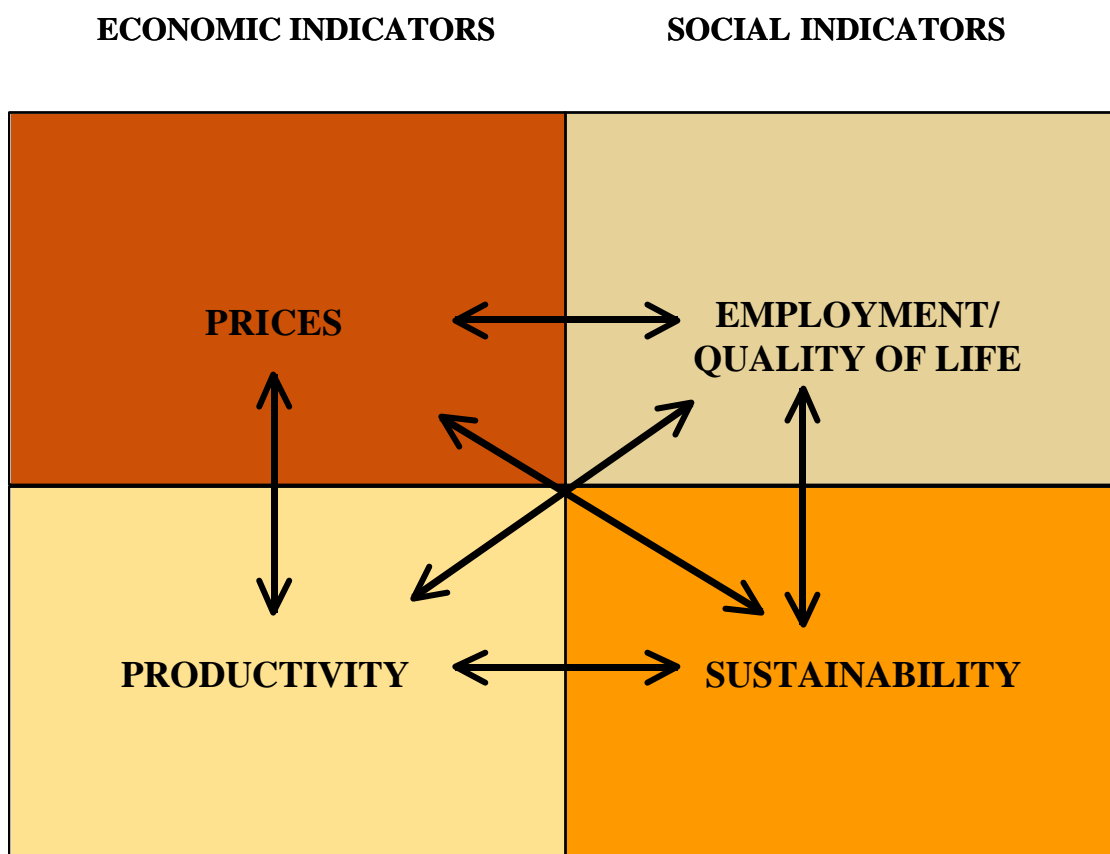 ECONOMIC INDICATORS
SOCIAL INDICATORS
PRICES
EMPLOYMENT/
QUALITY OF LIFE
PRODUCTIVITY
SUSTAINABILITY